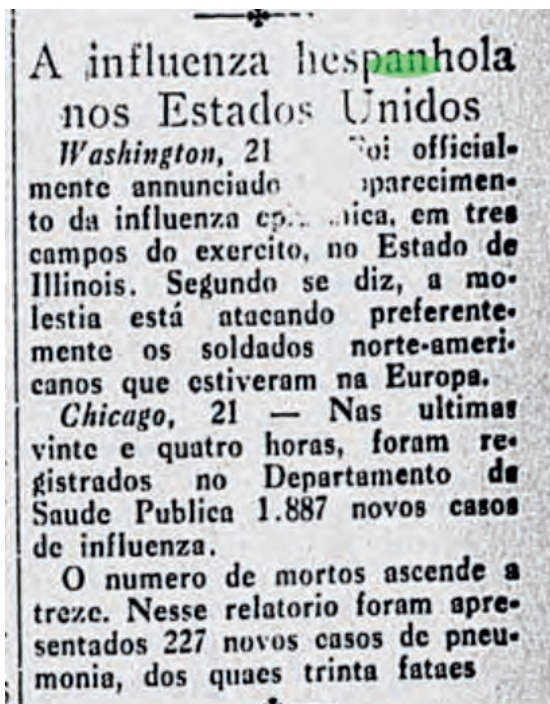 A influenza hespanhola
nos Estados Unidos
Washington, 21 official-
mente annunciado
to da influenza em tres
campos do exercito, no Estado de
Illinois. Segundo se diz, a mo-
lestia está atacando preferente-
mente os soldados norte-ameri-
canos que estiveram na Europa.
Chicago, 21 — Nas ultimas
vinte e quatro horas, foram re-
gistrados no Departamento de
Saude Publica 1.887 novos casos
de influenza.
O numero de mortos ascende a
treze. Nesse relatorio foram apre-
sentados 227 novos casos de pneu-
monia, dos quaes trinta fataes